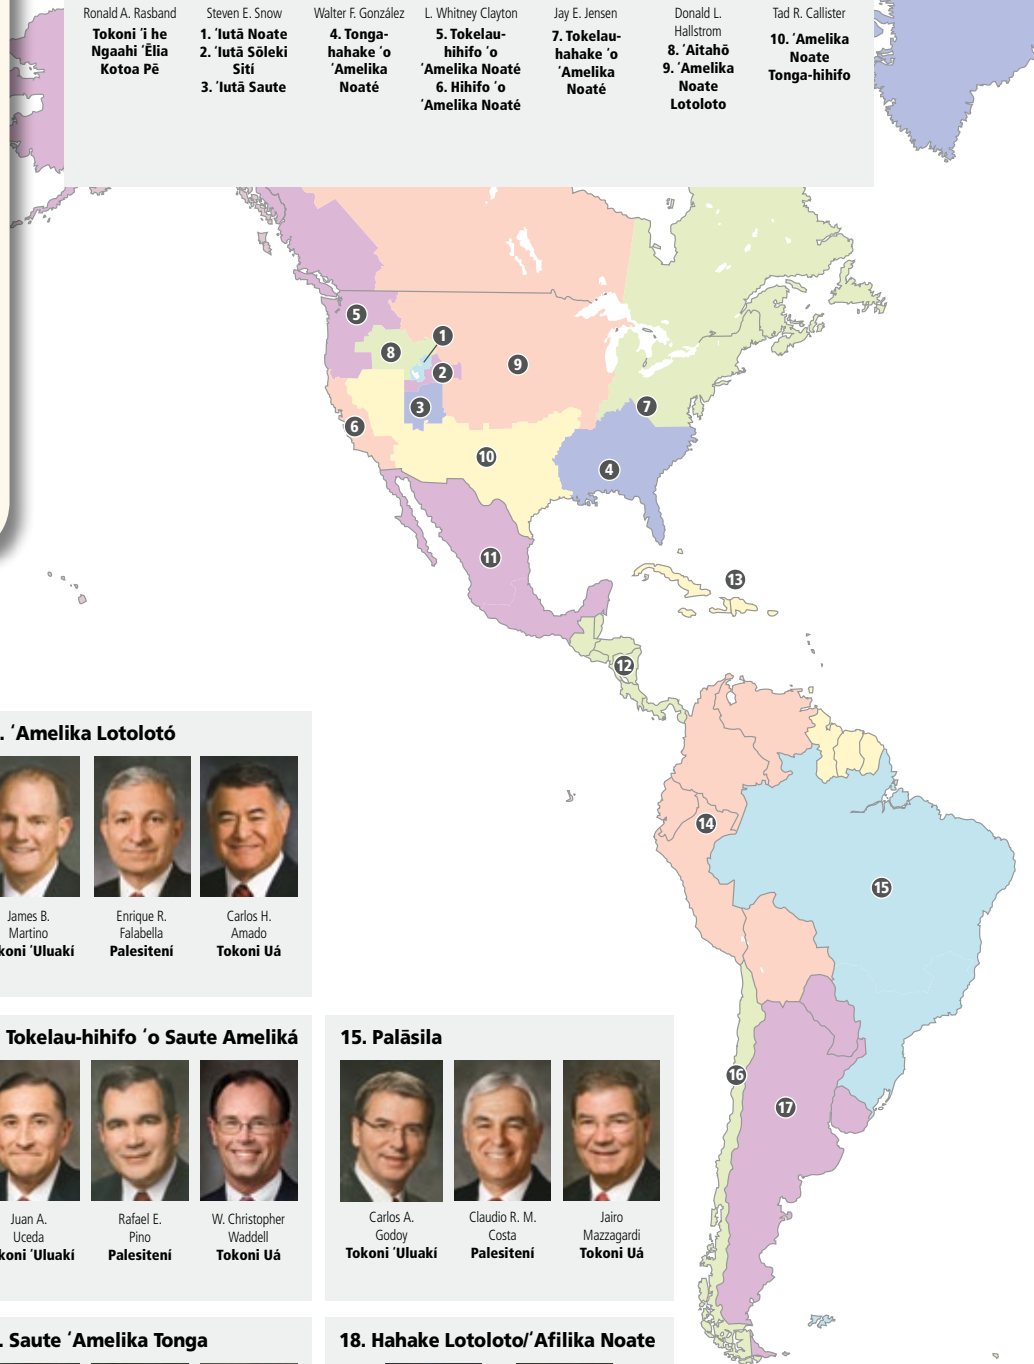 Ronald A. Rasband
Tokoni ʻi he
Ngaahi ʻĒlia
Kotoa Pē
Steven E. Snow
1. ʻIutā Noate
2. ʻIutā Sōleki
Sití
3. ʻIutā Saute
Walter F. González
4. Tonga-
hahake ʻo
ʻAmelika
Noaté
L. Whitney Clayton
5. Tokelau-
hihifo ʻo
ʻAmelika Noaté
6. Hihifo ʻo
ʻAmelika Noaté
Jay E. Jensen
7. Tokelau-
hahake ʻo
ʻAmelika
Noaté
Donald L.
Hallstrom
8. ʻAitahō
9. ʻAmelika
Noate
Lotoloto
Tad R. Callister
10. ʻAmelika
Noate
Tonga-hihifo
1
5
8
2
9
3
7
6
10
4
11
13
12
14
15
16
17
. ʻAmelika Lotolotó
James B.
Martino
koni ʻUluakí
Enrique R.
Falabella
Palesitení
Carlos H.
Amado
Tokoni Uá
Tokelau-hihifo ʻo Saute Ameliká
Juan A.
Uceda
koni ʻUluakí
Rafael E.
Pino
Palesitení
W. Christopher
Waddell
Tokoni Uá
15. Palāsila
Carlos A.
Godoy
Tokoni ʻUluakí
Claudio R. M.
Costa
Palesitení
Jairo
Mazzagardi
Tokoni Uá
. Saute ʻAmelika Tonga
18. Hahake Lotoloto/ʻAfilika Noate